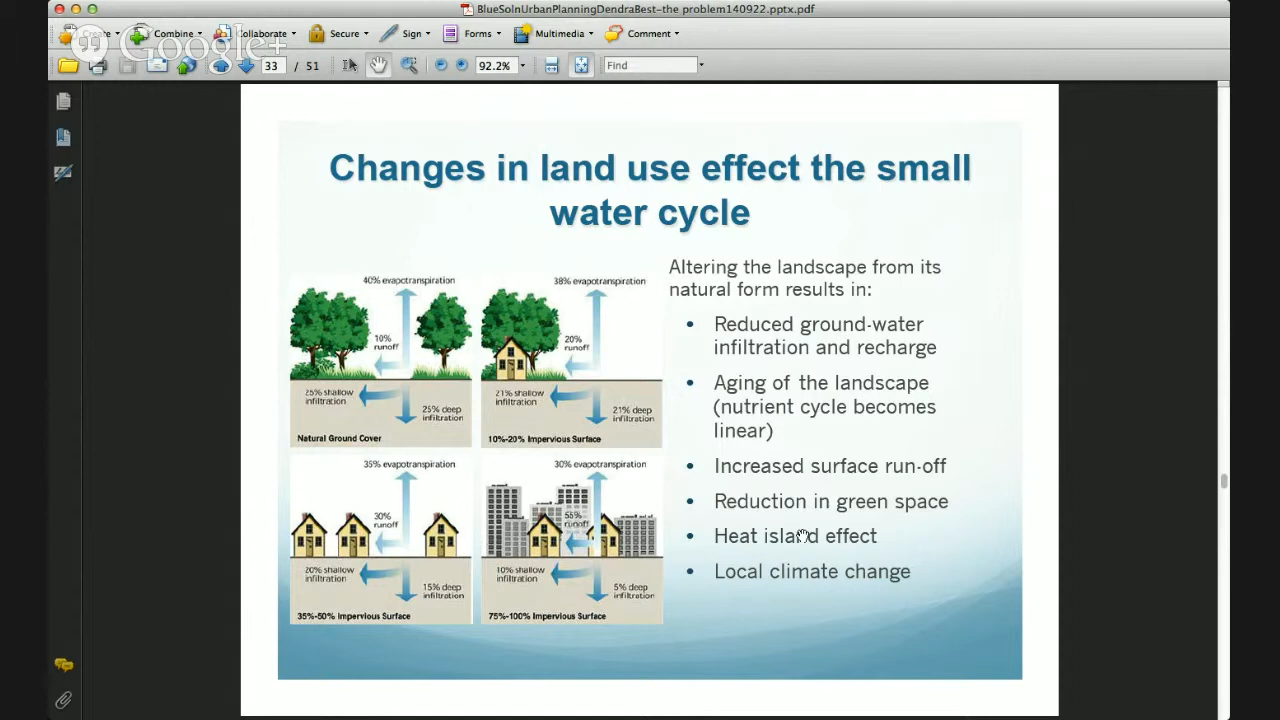 BlueSolnUrbanPlanningDendraBest-the problem140922.pptx.pdf
Create Combine Collaborate Secure Sign Forms Multimedia Comment
Google+
33 / 51 92.2% Find
Changes in land use effect the small
water cycle
Altering the landscape from its
natural form results in:
• Reduced ground-water
infiltration and recharge
• Aging of the landscape
(nutrient cycle becomes
linear)
• Increased surface run-off
• Reduction in green space
• Heat island effect
• Local climate change
40% evapotranspiration
10%
runoff
25% shallow
infiltration
25% deep
infiltration
Natural Ground Cover
38% evapotranspiration
20%
runoff
21% shallow
infiltration
21% deep
infiltration
10%-20% Impervious Surface
35% evapotranspiration
30%
runoff
20% shallow
infiltration
15% deep
infiltration
35%-50% Impervious Surface
30% evapotranspiration
55%
runoff
10% shallow
infiltration
5% deep
infiltration
75%-100% Impervious Surface